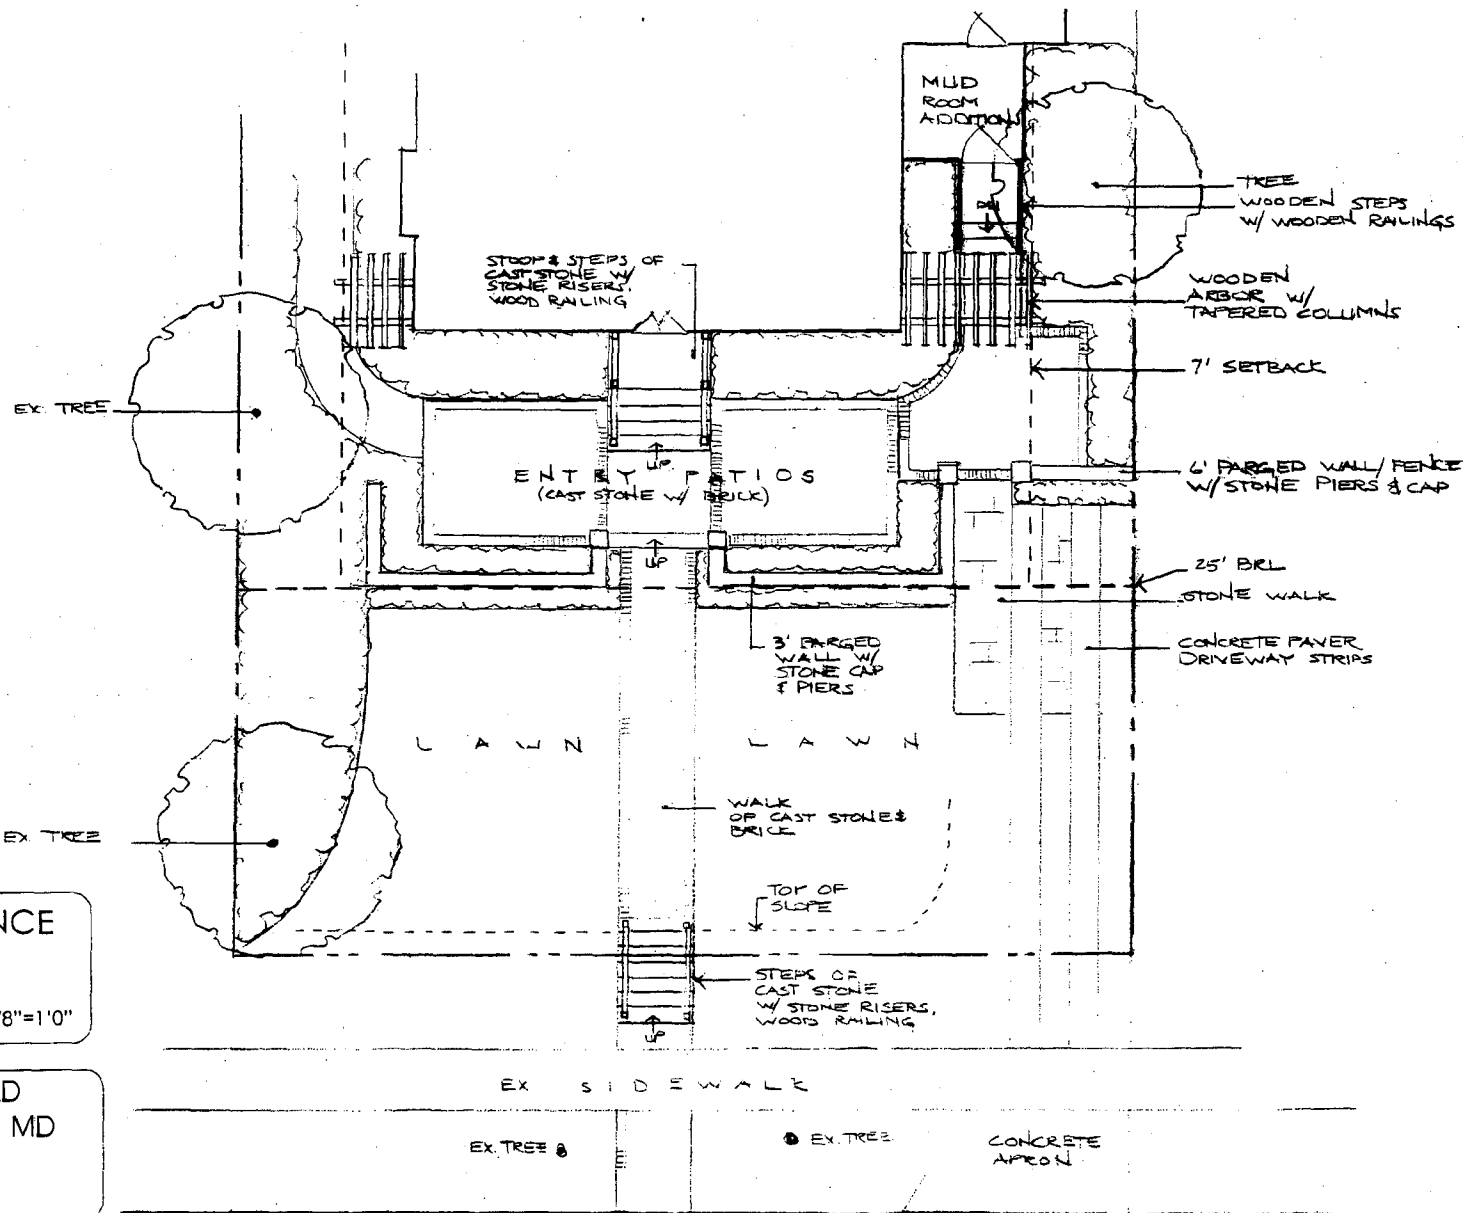 MUD
ROOM
ADDITION
TREE
WOODEN STEPS
W/ WOODEN RAILINGS
STOOP & STEPS OF
CAST STONE W/
STONE RISERS,
WOOD RAILING
WOODEN
ARBOR W/
TAPERED COLUMNS
7' SETBACK
EX. TREE
UP
ENTRY PATIOS
(CAST STONE W/ BRICK)
6' PARGED WALL/FENCE
W/ STONE PIERS & CAP
UP
25' BRL
STONE WALK
3' PARGED
WALL W/
STONE CAP
& PIERS
CONCRETE PAVER
DRIVEWAY STRIPS
LAWN LAWN
WALK
OF CAST STONE &
BRICK
EX. TREE
TOP OF
SLOPE
NCE
/8"=1'0"
STEPS OF
CAST STONE
W/ STONE RISERS,
WOOD RAILING
UP
D
MD
EX SIDEWALK
EX. TREE
EX. TREE
CONCRETE
APRON